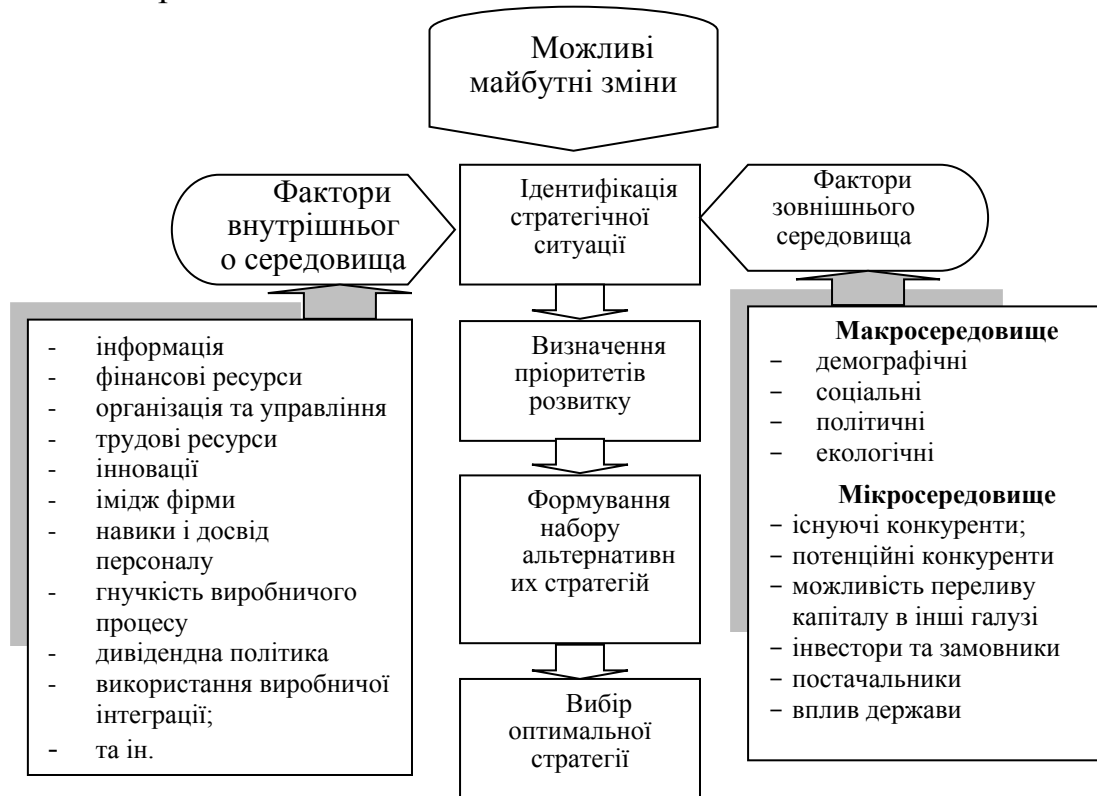 Можливі
майбутні зміни
Фактори
внутрішньог
о середовища
Ідентифікація
стратегічної
ситуації
Фактори
зовнішнього
середовища
- інформація
- фінансові ресурси
- організація та управління
- трудові ресурси
- інновації
- імідж фірми
- навики і досвід
персоналу
- гнучкість виробничого
процесу
- дивідендна політика
- використання виробничої
інтеграції;
- та ін.
Визначення
пріоритетів
розвитку
Формування
набору
альтернативн
их стратегій
Вибір
оптимальної
стратегії
Макросередовище
– демографічні
– соціальні
– політичні
– екологічні
Мікросередовище
– існуючі конкуренти;
– потенційні конкуренти
– можливість переливу
капіталу в інші галузі
– інвестори та замовники
– постачальники
– вплив держави